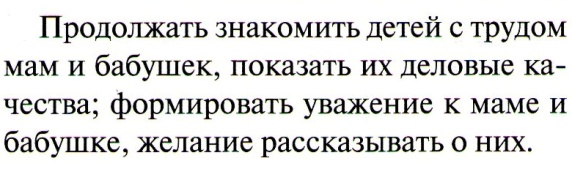 Продолжать знакомить детей с трудом
мам и бабушек, показать их деловые ка-
чества; формировать уважение к маме и
бабушке, желание рассказывать о них.